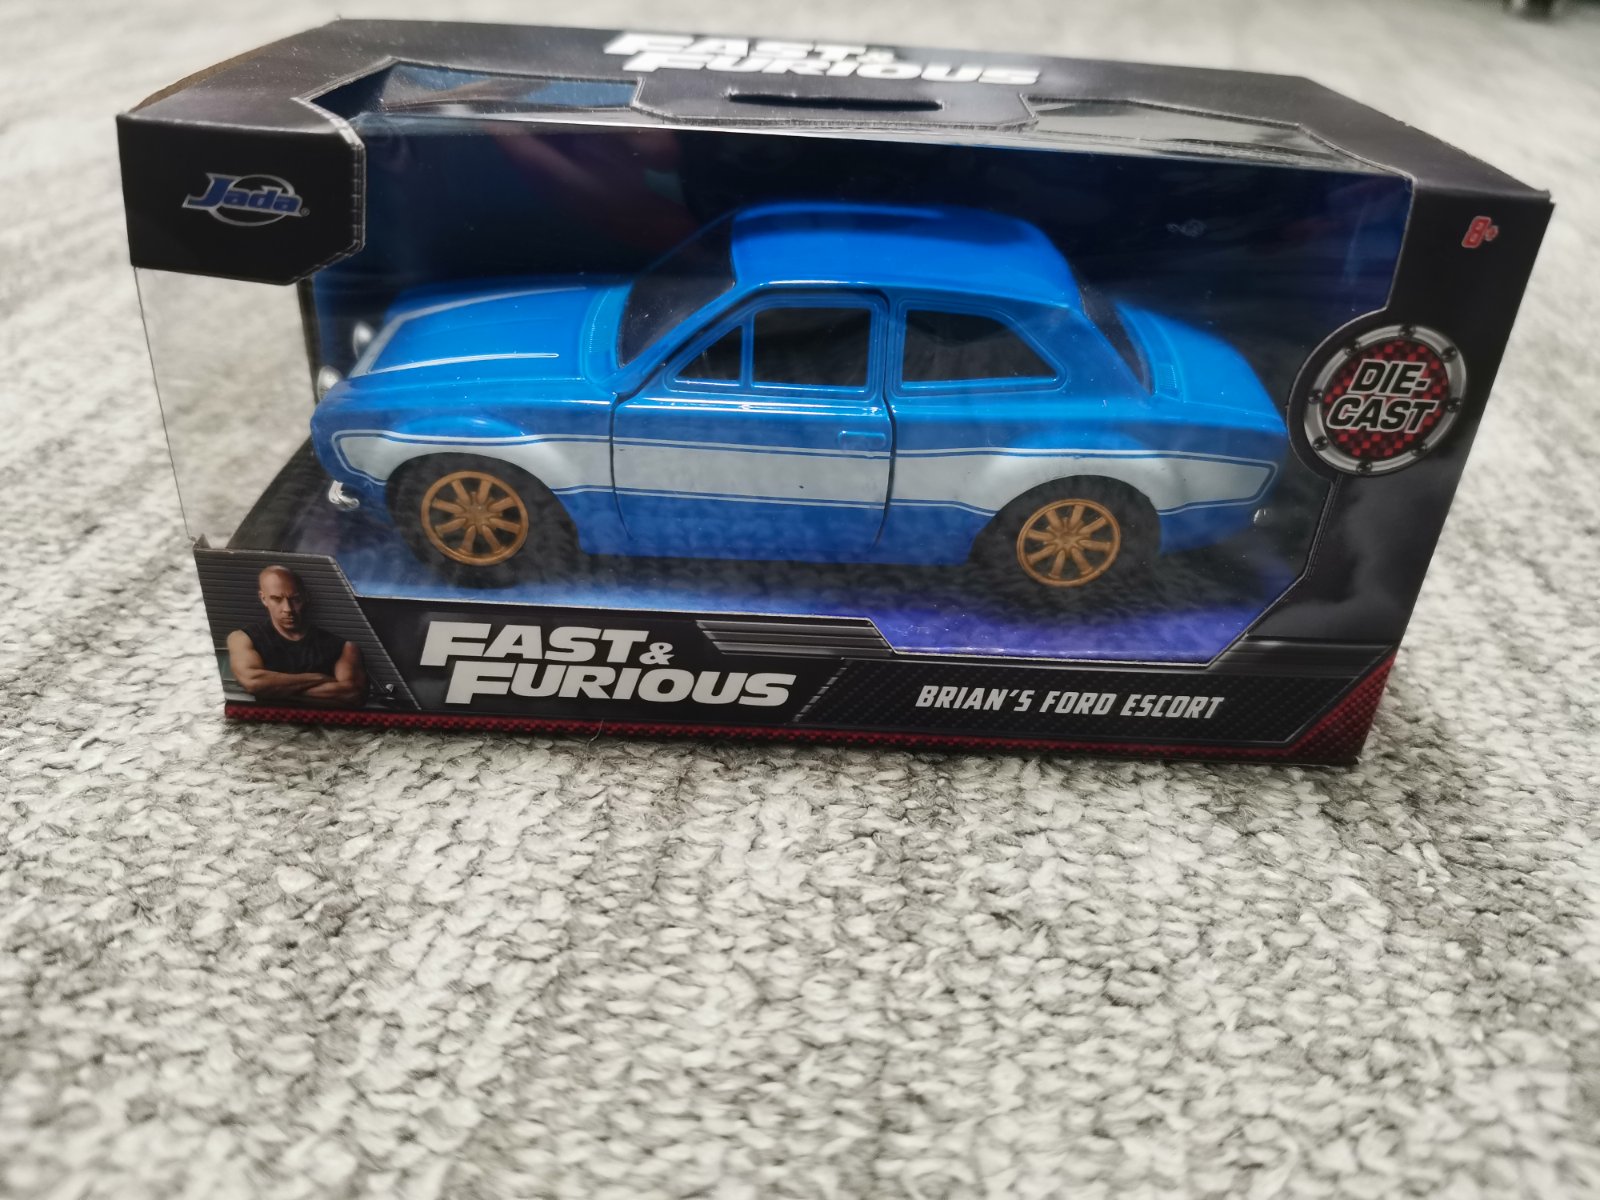 FAST &
FURIOUS
Jada®
8+
DIE-
CAST
FAST &
FURIOUS
BRIAN'S FORD ESCORT